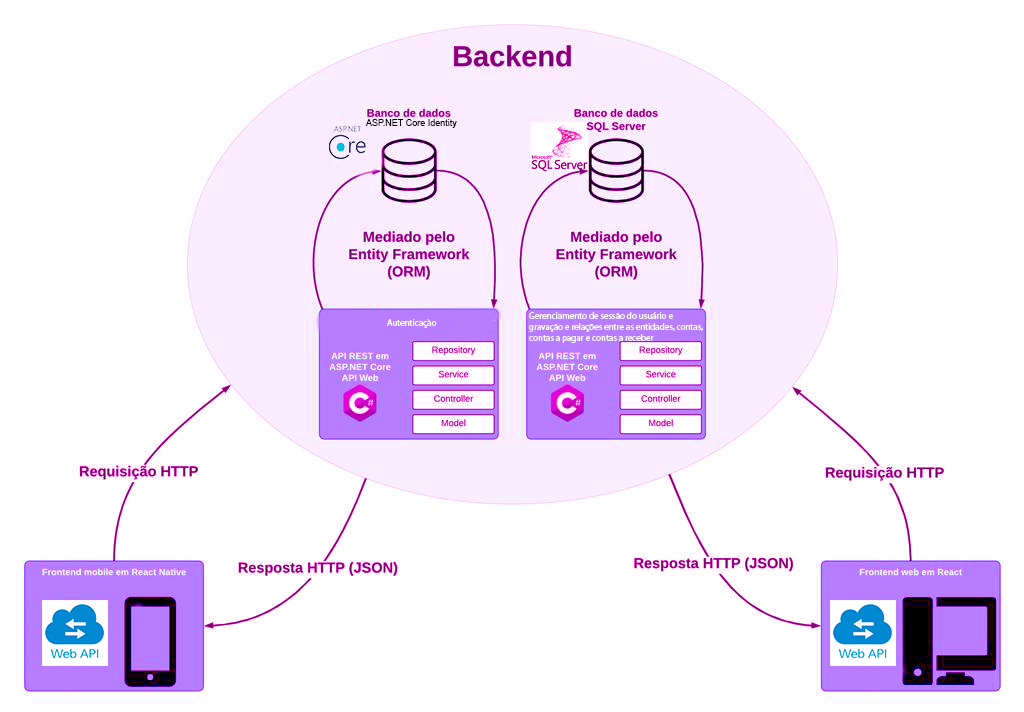 Backend
Banco de dados
ASP.NET Core Identity
ASP.NET
Core
Banco de dados
SQL Server
Microsoft
SQL Server
Mediado pelo
Entity Framework
(ORM)
Mediado pelo
Entity Framework
(ORM)
Autenticação
API REST em
ASP.NET Core
API Web
C#
Repository
Service
Controller
Model
Gerenciamento de sessão do usuário e
gravação e relações entre as entidades, contas,
contas a pagar e contas a receber
API REST em
ASP.NET Core
API Web
C#
Repository
Service
Controller
Model
Requisição HTTP
Resposta HTTP (JSON)
Requisição HTTP
Resposta HTTP (JSON)
Frontend mobile em React Native
Web API
Frontend web em React
Web API